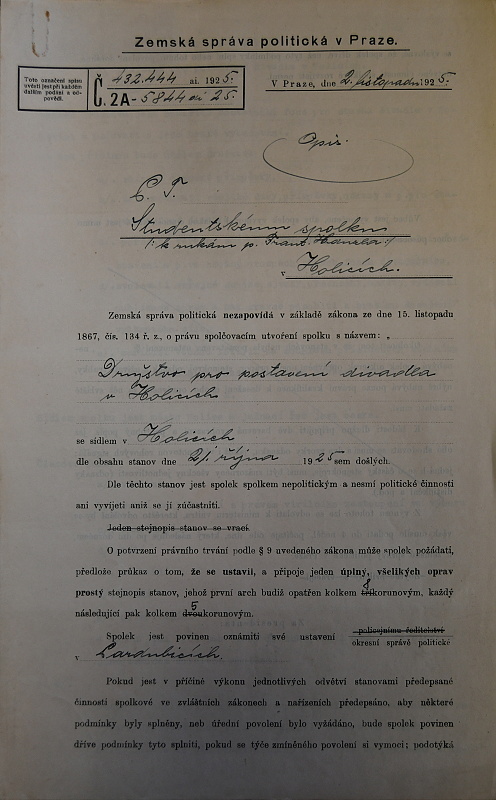 Zemská správa politická v Praze.
Toto označení spisu
uvésti jest při každém
dalším podání a od-
povědi.
Č. 432.444 ai. 1925.
2A-5844 ai 25.
V Praze, dne 2. listopadu 1925.
Opis.
P. T.
Studentskému spolku
/: k rukám p. Frant. Hanzla :/
v Holicích.
Zemská správa politická nezapovídá v základě zákona ze dne 15. listopadu
1867, čís. 134 ř. z., o právu spolčovacím utvoření spolku s názvem: „
Družstvo pro postavení divadla
v Holicích
se sídlem v Holicích
dle obsahu stanov dne 21. října 1925 sem došlých.
Dle těchto stanov jest spolek spolkem nepolitickým a nesmí politické činnosti
ani vyvíjeti aniž se jí zúčastniti.
Jeden stejnopis stanov se vrací.
O potvrzení právního trvání podle § 9 uvedeného zákona může spolek požádati,
předlože průkaz o tom, že se ustavil, a připoje jeden úplný, všelikých oprav
prostý stejnopis stanov, jehož první arch budiž opatřen kolkem 8 tříkorunovým, každý
následující pak kolkem 5 dvoukorunovým.
Spolek jest povinen oznámiti své ustavení policejnímu ředitelství
okresní správě politické
v Pardubicích.
Pokud jest v příčině výkonu jednotlivých odvětví stanovami předepsané
činnosti spolkové ve zvláštních zákonech a nařízeních předepsáno, aby některé
podmínky byly splněny, neb úřední povolení bylo vyžádáno, bude spolek povinen
dříve podmínky tyto splniti, pokud se týče zmíněného povolení si vymoci; podotýká